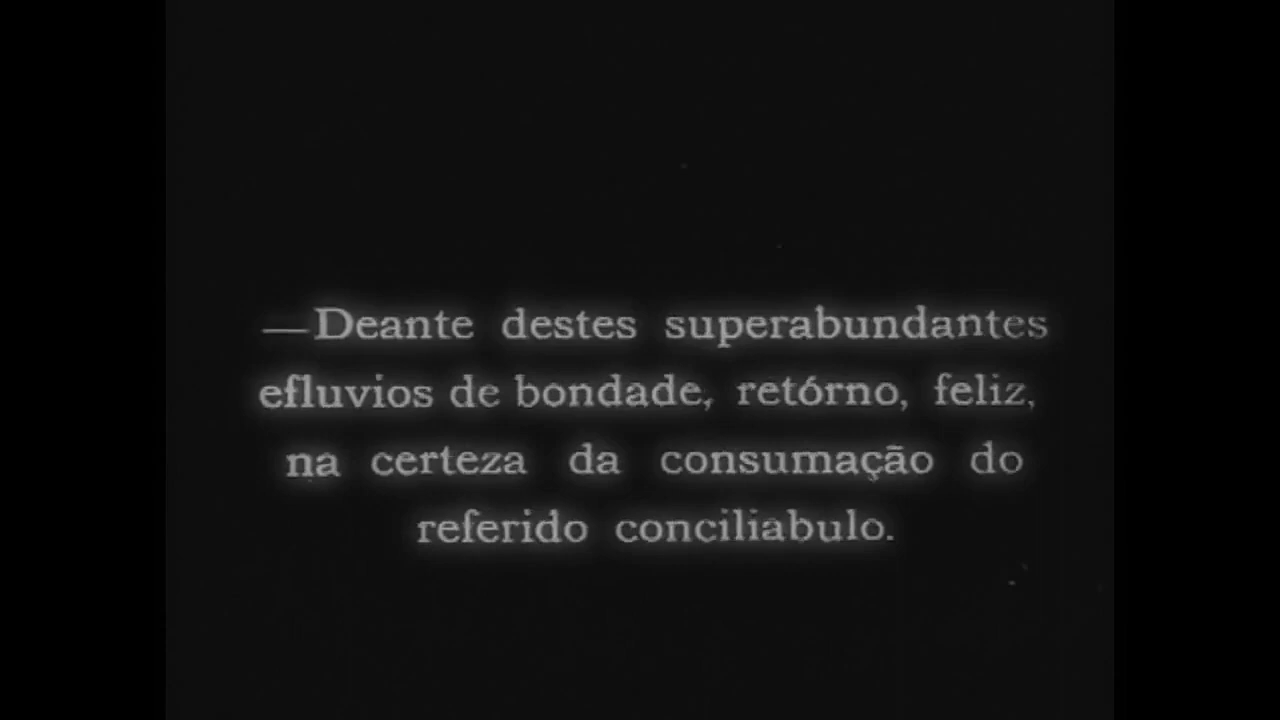 —Deante destes superabundantes
efluvios de bondade, retórno, feliz,
na certeza da consumação do
referido conciliabulo.